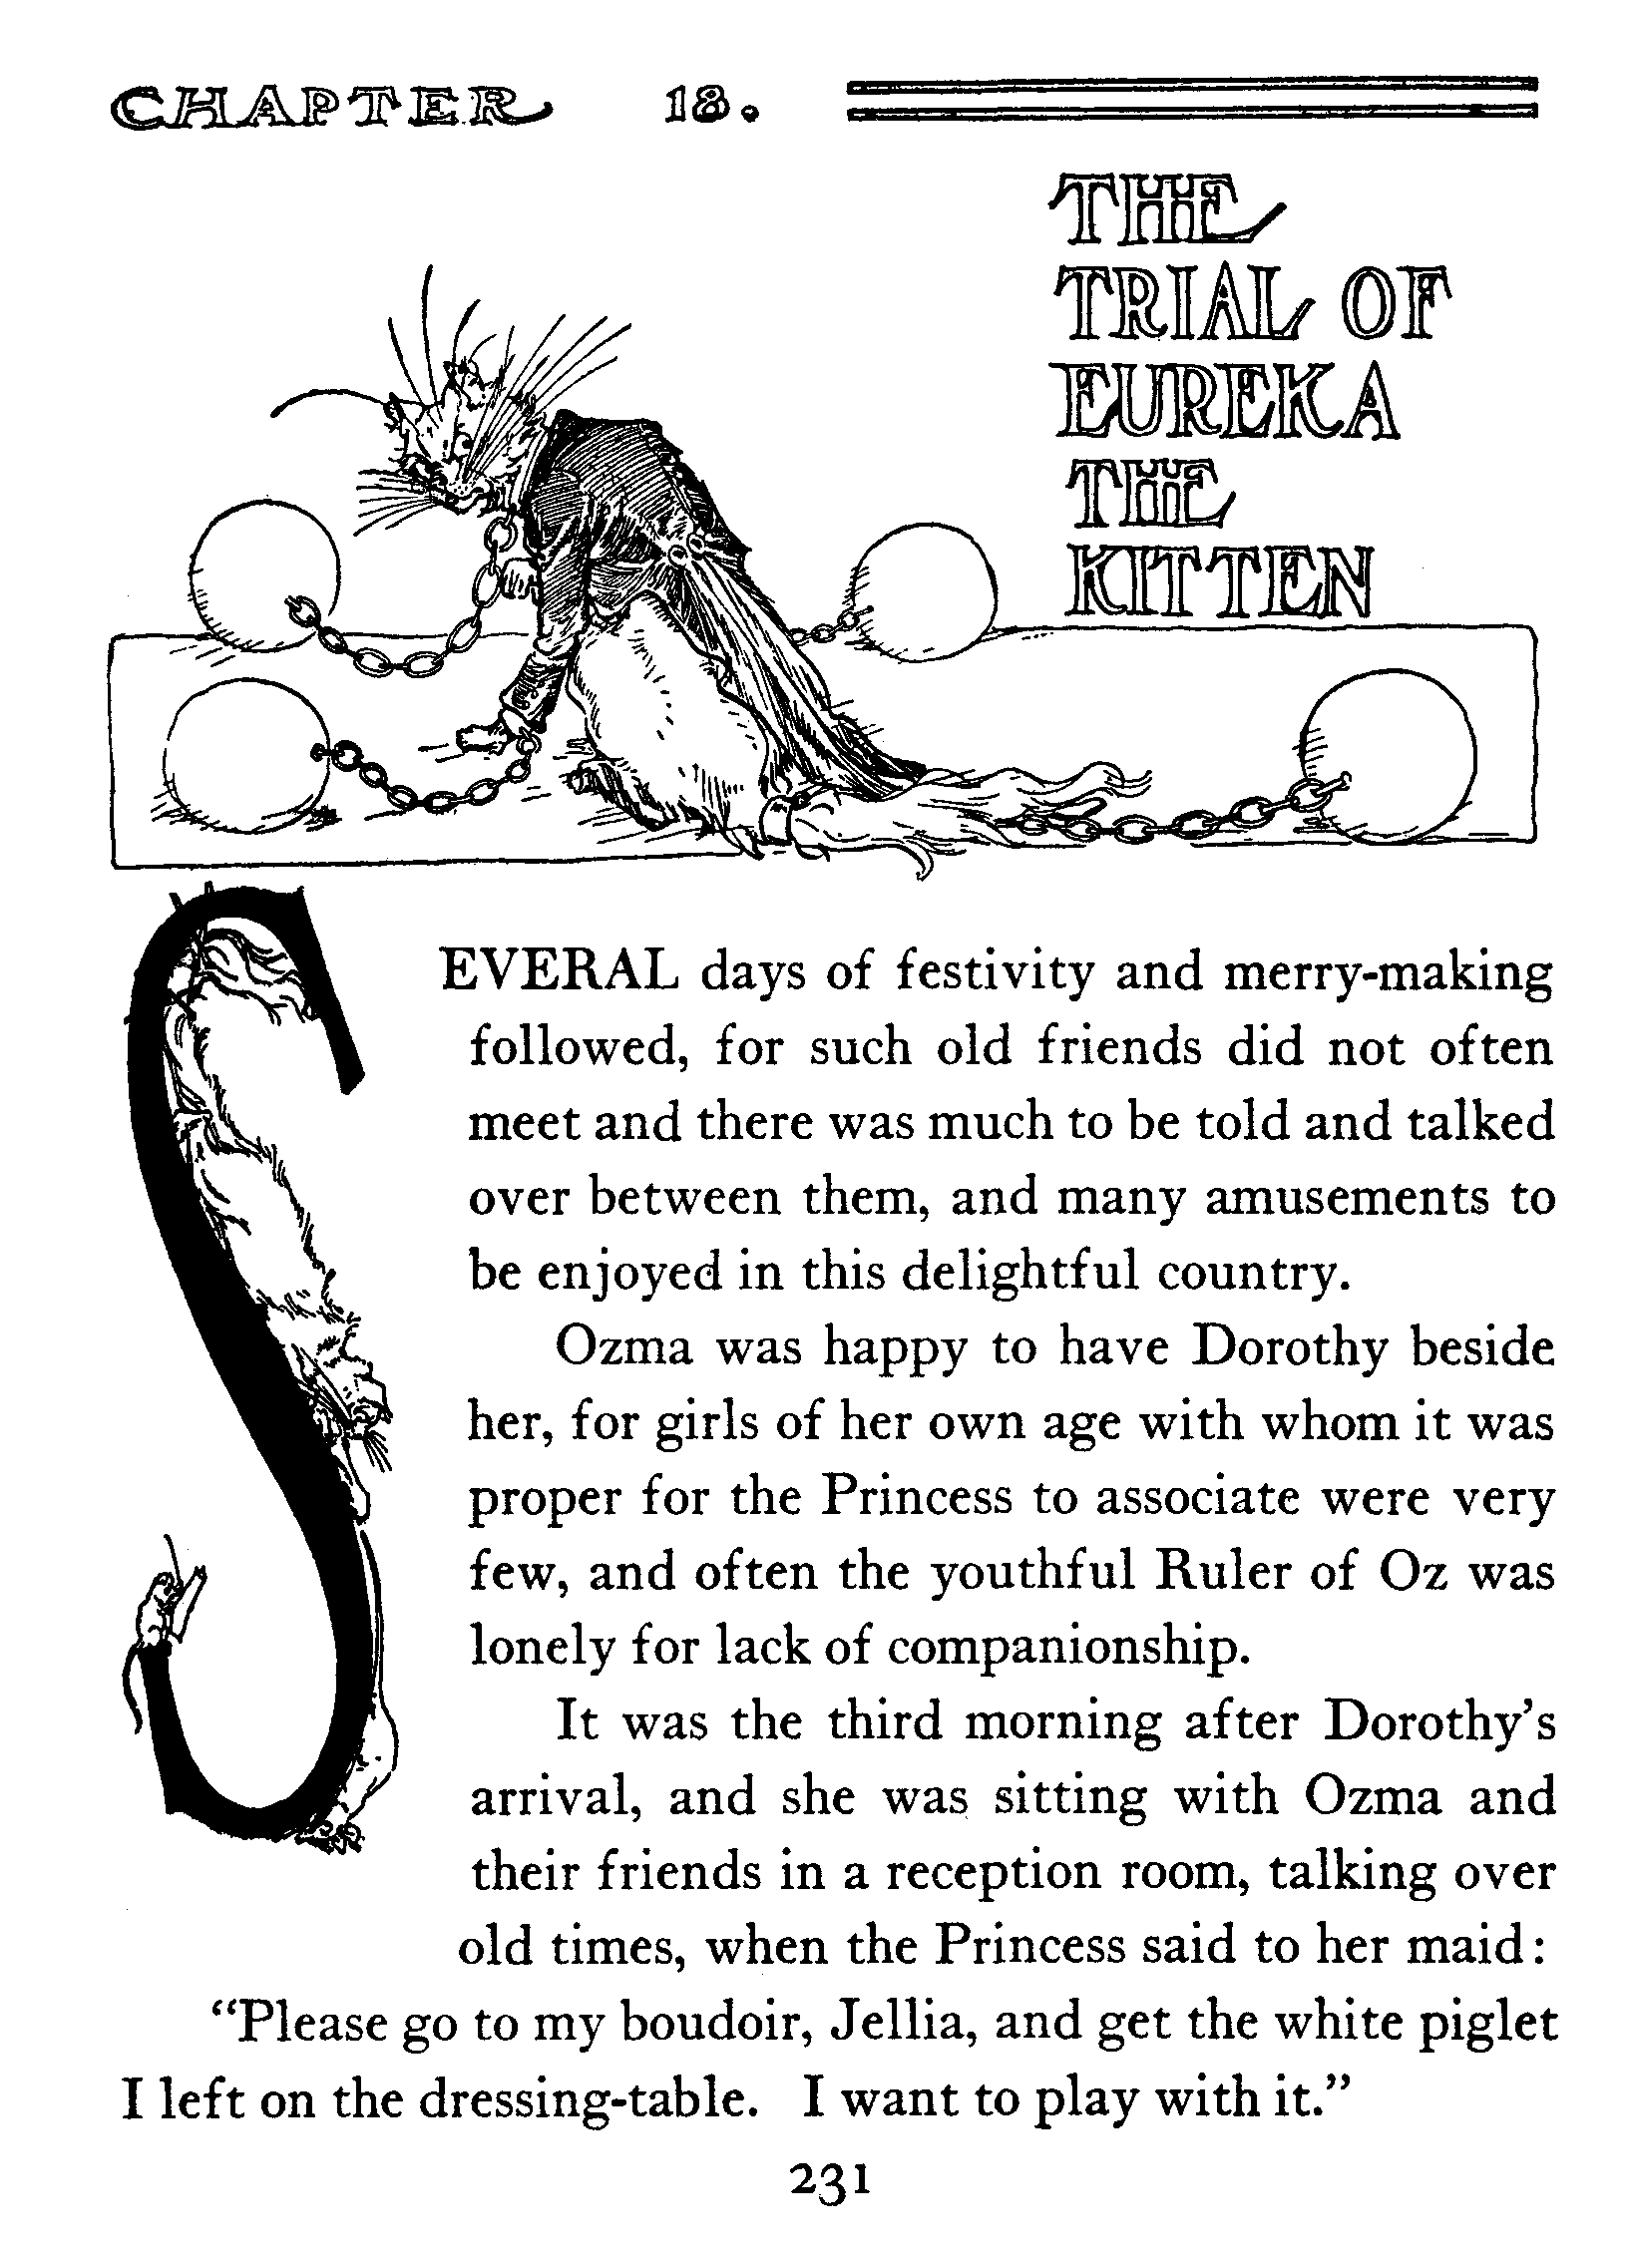 CHAPTER 18.
THE
TRIAL OF
EUREKA
THE
KITTEN
SEVERAL days of festivity and merry-making
followed, for such old friends did not often
meet and there was much to be told and talked
over between them, and many amusements to
be enjoyed in this delightful country.
Ozma was happy to have Dorothy beside
her, for girls of her own age with whom it was
proper for the Princess to associate were very
few, and often the youthful Ruler of Oz was
lonely for lack of companionship.
It was the third morning after Dorothy’s
arrival, and she was sitting with Ozma and
their friends in a reception room, talking over
old times, when the Princess said to her maid:
“Please go to my boudoir, Jellia, and get the white piglet
I left on the dressing-table. I want to play with it.”
231